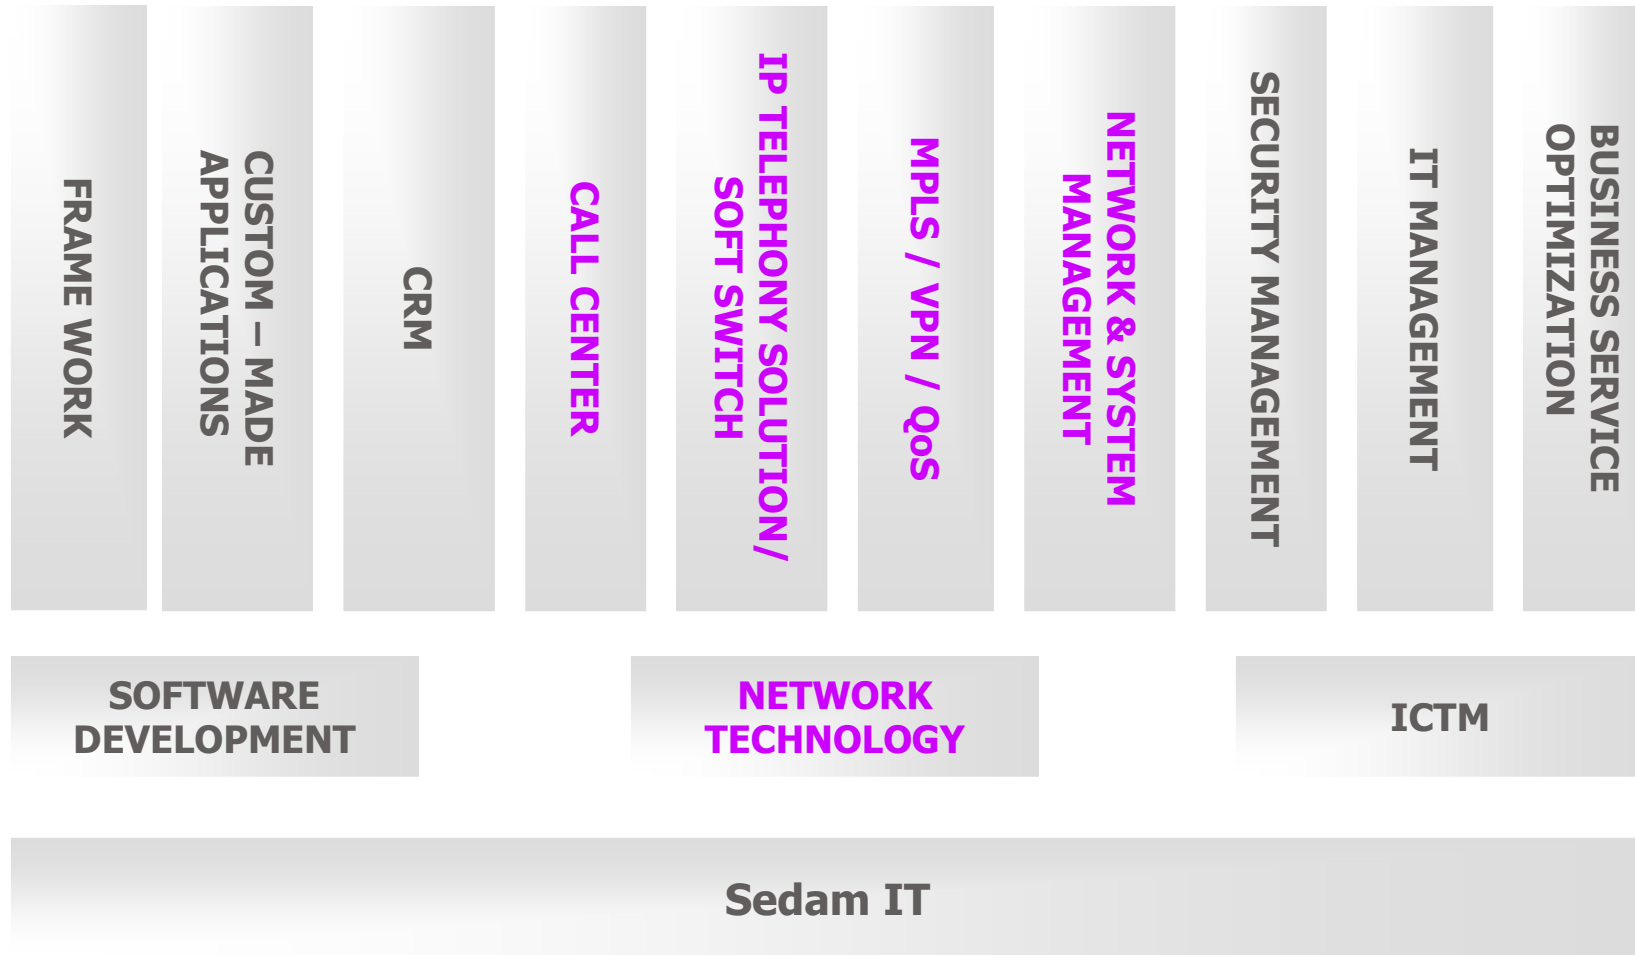 FRAME WORK
CUSTOM – MADE
APPLICATIONS
CRM
CALL CENTER
IP TELEPHONY SOLUTION/
SOFT SWITCH
MPLS / VPN / QoS
NETWORK & SYSTEM
MANAGEMENT
SECURITY MANAGEMENT
IT MANAGEMENT
BUSINESS SERVICE
OPTIMIZATION
SOFTWARE
DEVELOPMENT
NETWORK
TECHNOLOGY
ICTM
Sedam IT